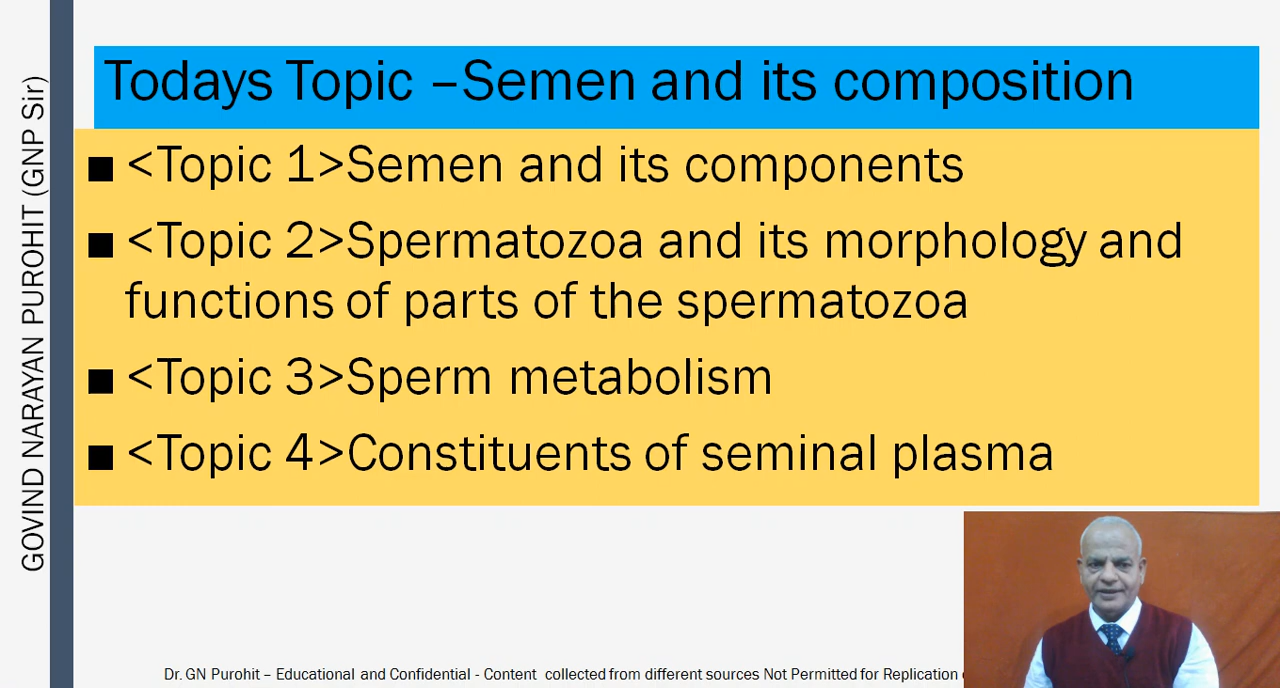 Todays Topic –Semen and its composition
■ <Topic 1>Semen and its components
■ <Topic 2>Spermatozoa and its morphology and
functions of parts of the spermatozoa
■ <Topic 3>Sperm metabolism
■ <Topic 4>Constituents of seminal plasma
GOVIND NARAYAN PUROHIT (GNP Sir)
Dr. GN Purohit – Educational and Confidential - Content collected from different sources Not Permitted for Replication